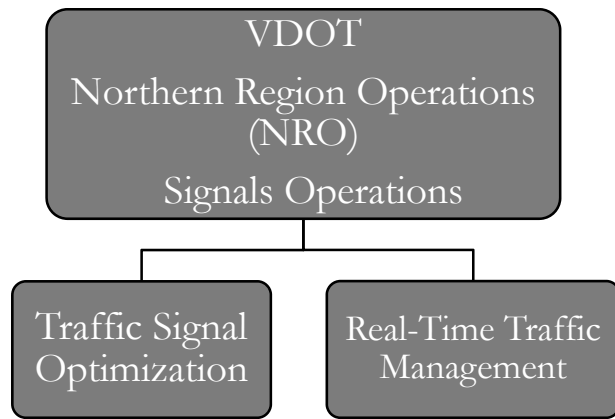 VDOT
Northern Region Operations
(NRO)
Signals Operations
Traffic Signal
Optimization
Real-Time Traffic
Management